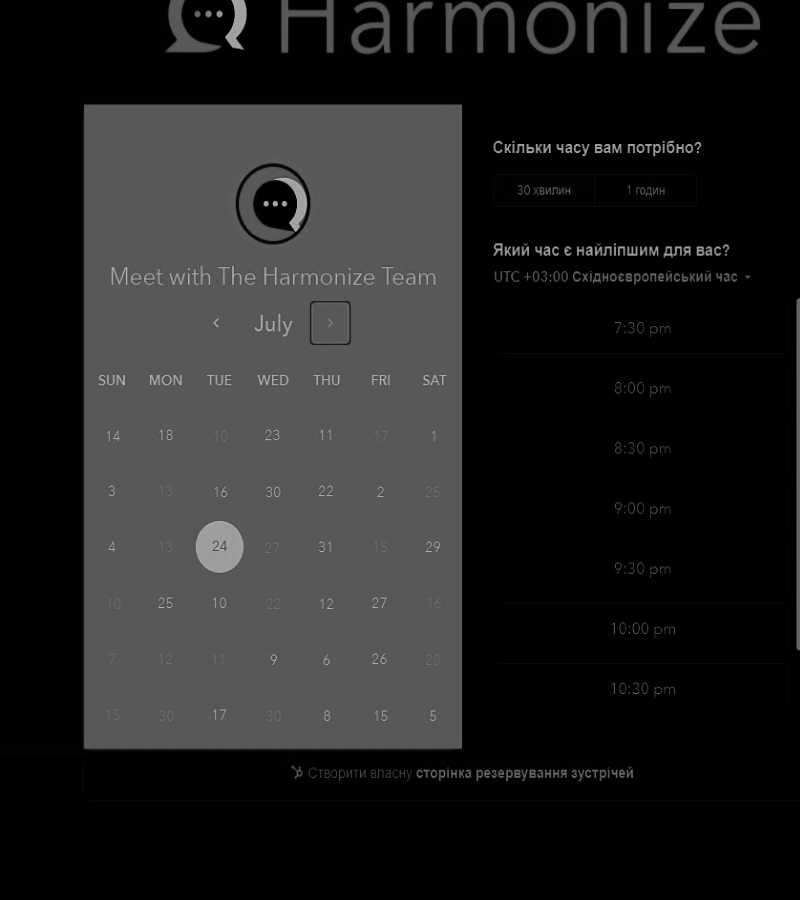 Harmonize
Meet with The Harmonize Team
July
SUN MON TUE WED THU FRI SAT
14 18 10 23 11 17 1
3 13 16 30 22 2 25
4 13 24 27 31 15 29
10 25 10 22 12 27 16
7 12 11 9 6 26 28
15 30 17 30 8 15 5
Скільки часу вам потрібно?
30 хвилин 1 годин
Який час є найліпшим для вас?
UTC +03:00 Східноєвропейський час
7:30 pm
8:00 pm
8:30 pm
9:00 pm
9:30 pm
10:00 pm
10:30 pm
Створити власну сторінка резервування зустрічей